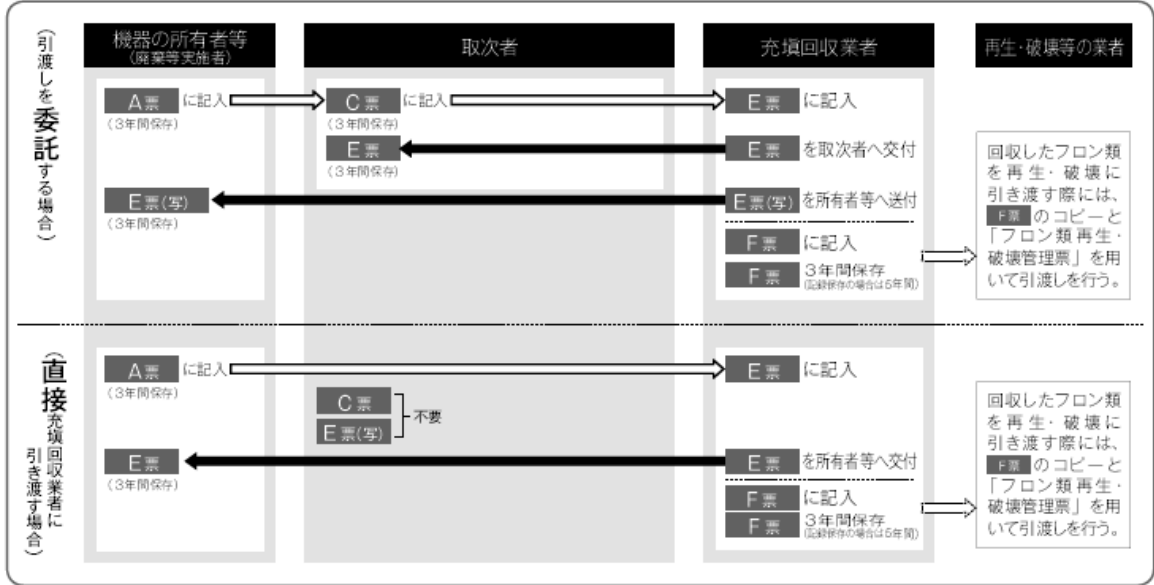 機器の所有者等
(廃棄等実施者)
取次者
充填回収業者
再生・破壊等の業者
(引渡しを委託する場合)
A票 に記入
(3年間保存)
C票 に記入
(3年間保存)
E票 に記入
E票
(3年間保存)
E票 を取次者へ交付
E票(写)
(3年間保存)
E票(写) を所有者等へ送付
F票 に記入
F票 3年間保存
(記録保存の場合は5年間)
回収したフロン類
を再生・破壊に
引き渡す際には、
F票 のコピーと
「フロン類再生・
破壊管理票」を用
いて引渡しを行う。
(直接充填回収業者に
引き渡す場合)
A票 に記入
(3年間保存)
E票 に記入
C票
E票(写)
不要
E票
(3年間保存)
E票 を所有者等へ交付
F票 に記入
F票 3年間保存
(記録保存の場合は5年間)
回収したフロン類
を再生・破壊に
引き渡す際には、
F票 のコピーと
「フロン類再生・
破壊管理票」を用
いて引渡しを行う。